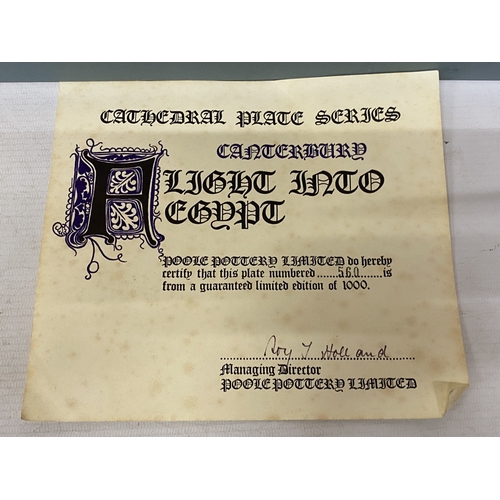 CATHEDRAL PLATE SERIES
CANTERBURY
FLIGHT INTO
EGYPT
POOLE POTTERY LIMITED do hereby
certify that this plate numbered ......560...... is
from a guaranteed limited edition of 1000.
Roy T Holland
Managing Director
POOLE POTTERY LIMITED